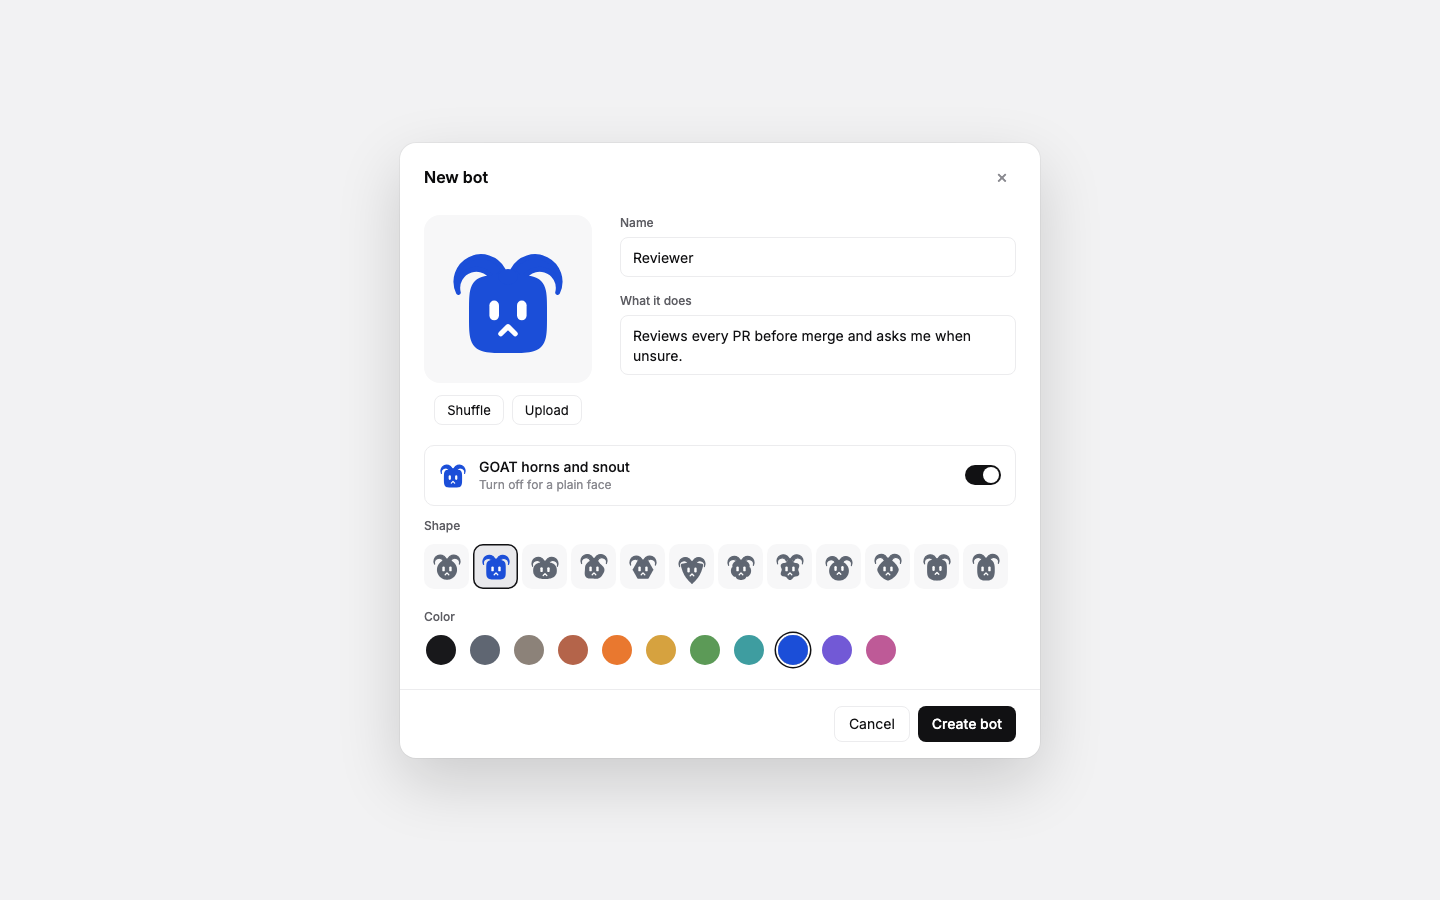 New bot
Name
Reviewer
What it does
Reviews every PR before merge and asks me when
unsure.
Shuffle
Upload
GOAT horns and snout
Turn off for a plain face
Shape
Color
Cancel
Create bot